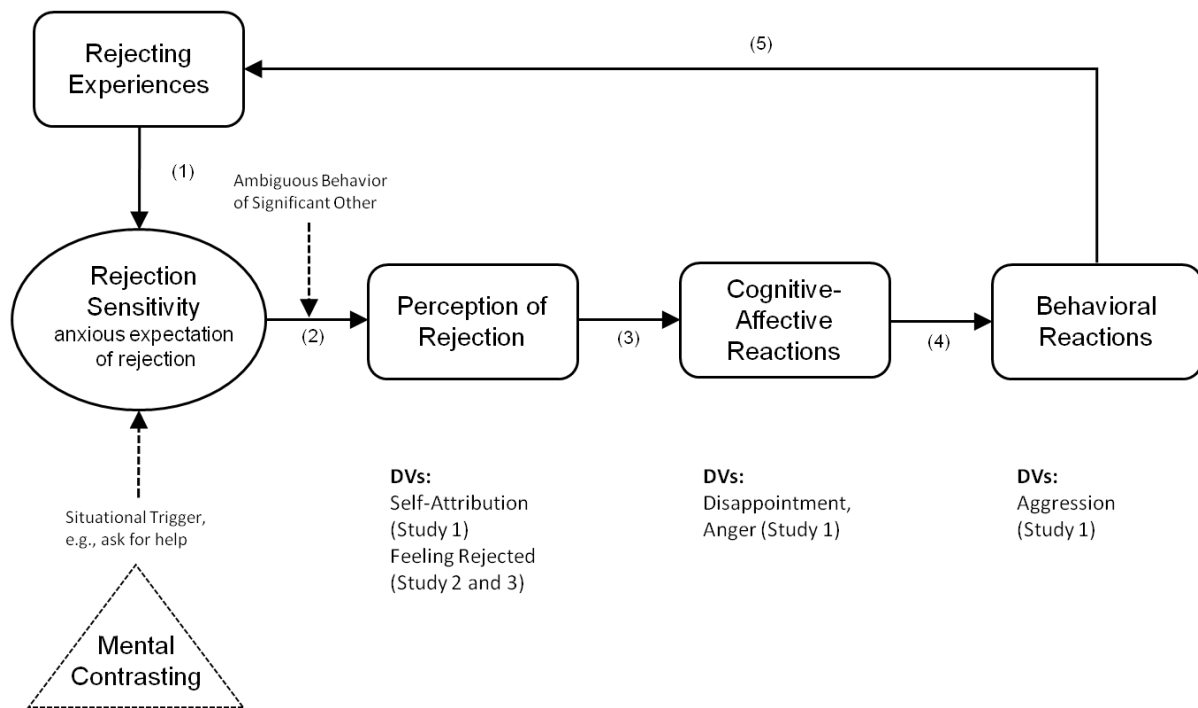 Rejecting
Experiences
(5)
(1)
Ambiguous Behavior
of Significant Other
Rejection
Sensitivity
anxious expectation
of rejection
(2)
Perception of
Rejection
(3)
Cognitive-
Affective
Reactions
(4)
Behavioral
Reactions
Situational Trigger,
e.g., ask for help
Mental
Contrasting
DVs:
Self-Attribution
(Study 1)
Feeling Rejected
(Study 2 and 3)
DVs:
Disappointment,
Anger (Study 1)
DVs:
Aggression
(Study 1)